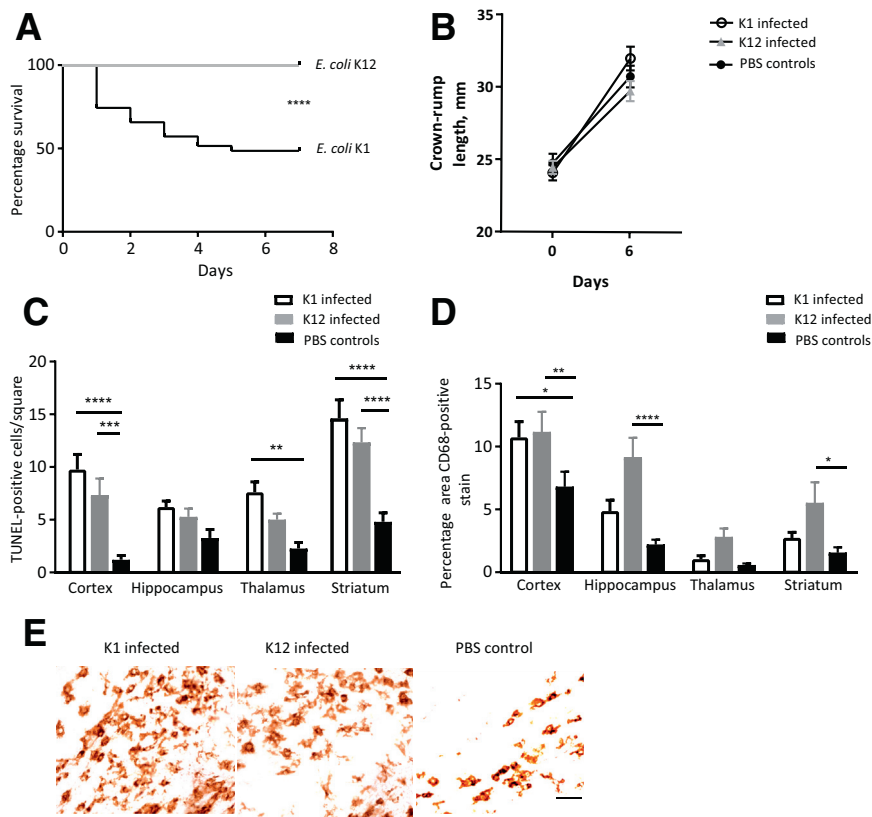 A
Percentage survival
100
50
0
0 2 4 6 8
Days
E. coli K12
****
E. coli K1
B
Crown-rump
length, mm
35
30
25
20
0 6
Days
K1 infected
K12 infected
PBS controls
C
K1 infected
K12 infected
PBS controls
TUNEL-positive cells/square
20
15
10
5
0
****
***
**
****
****
Cortex Hippocampus Thalamus Striatum
D
K1 infected
K12 infected
PBS controls
Percentage area CD68-positive
stain
15
10
5
0
**
*
****
*
Cortex Hippocampus Thalamus Striatum
E
K1 infected K12 infected PBS control